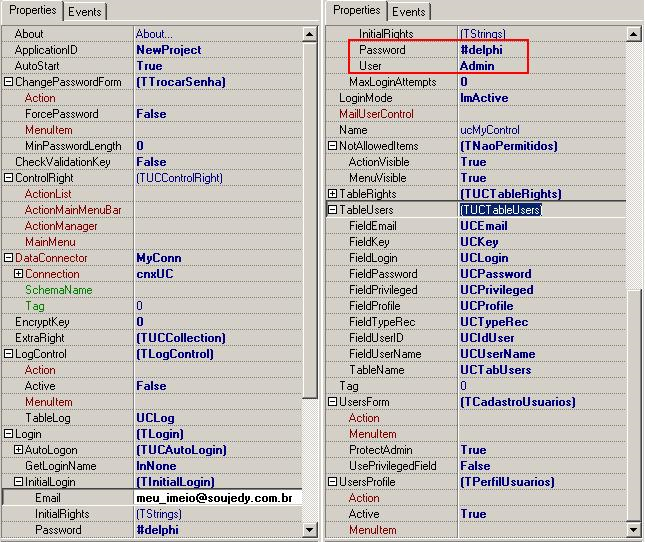 Properties Events
About About...
ApplicationID NewProject
AutoStart True
ChangePasswordForm (TTrocarSenha)
Action
ForcePassword False
MenuItem
MinPasswordLength 0
CheckValidationKey False
ControlRight (TUCControlRight)
ActionList
ActionMainMenuBar
ActionManager
MainMenu
DataConnector MyConn
Connection cnxUC
SchemaName
Tag 0
EncryptKey 0
ExtraRight (TUCCollection)
LogControl (TLogControl)
Action
Active False
MenuItem
TableLog UCLog
Login (TLogin)
AutoLogon (TUCAutoLogin)
GetLoginName lnNone
InitialLogin (TInitialLogin)
Email meu_imeio@soujedy.com.br
InitialRights (TStrings)
Password #delphi
Properties Events
InitialRights (TStrings)
Password #delphi
User Admin
MaxLoginAttempts 0
LoginMode lmActive
MailUserControl
Name ucMyControl
NotAllowedItems (TNaoPermitidos)
ActionVisible True
MenuVisible True
TableRights (TUCTableRights)
TableUsers (TUCTableUsers)
FieldEmail UCEmail
FieldKey UCKey
FieldLogin UCLogin
FieldPassword UCPassword
FieldPrivileged UCPrivileged
FieldProfile UCProfile
FieldTypeRec UCTypeRec
FieldUserID UCIdUser
FieldUserName UCUserName
TableName UCTabUsers
Tag 0
UsersForm (TCadastroUsuarios)
Action
MenuItem
ProtectAdmin True
UsePrivilegedField False
UsersProfile (TPerfilUsuarios)
Action
Active True
MenuItem